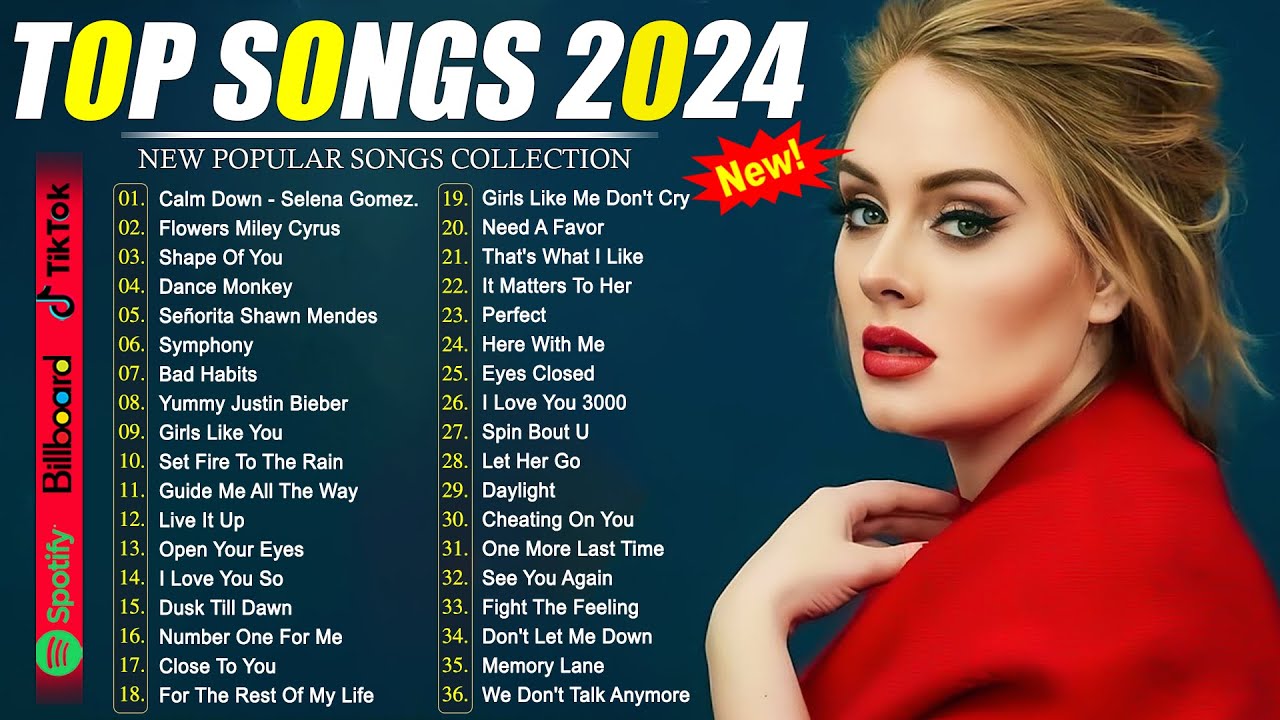 TOP SONGS 2024
NEW POPULAR SONGS COLLECTION
New!
TikTok
Billboard
Spotify
01. Calm Down - Selena Gomez.
02. Flowers Miley Cyrus
03. Shape Of You
04. Dance Monkey
05. Señorita Shawn Mendes
06. Symphony
07. Bad Habits
08. Yummy Justin Bieber
09. Girls Like You
10. Set Fire To The Rain
11. Guide Me All The Way
12. Live It Up
13. Open Your Eyes
14. I Love You So
15. Dusk Till Dawn
16. Number One For Me
17. Close To You
18. For The Rest Of My Life
19. Girls Like Me Don't Cry
20. Need A Favor
21. That's What I Like
22. It Matters To Her
23. Perfect
24. Here With Me
25. Eyes Closed
26. I Love You 3000
27. Spin Bout U
28. Let Her Go
29. Daylight
30. Cheating On You
31. One More Last Time
32. See You Again
33. Fight The Feeling
34. Don't Let Me Down
35. Memory Lane
36. We Don't Talk Anymore